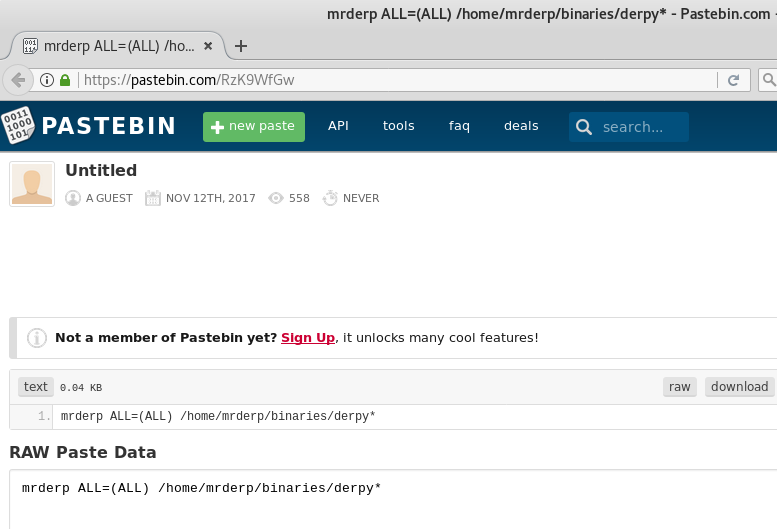 mrderp ALL=(ALL) /home/mrderp/binaries/derpy* - Pastebin.com
mrderp ALL=(ALL) /ho...
https://pastebin.com/RzK9WfGw
PASTEBIN
new paste
API
tools
faq
deals
search...
Untitled
A GUEST NOV 12TH, 2017 558 NEVER
Not a member of Pastebin yet? Sign Up, it unlocks many cool features!
text 0.04 KB raw download
1. mrderp ALL=(ALL) /home/mrderp/binaries/derpy*
RAW Paste Data
mrderp ALL=(ALL) /home/mrderp/binaries/derpy*